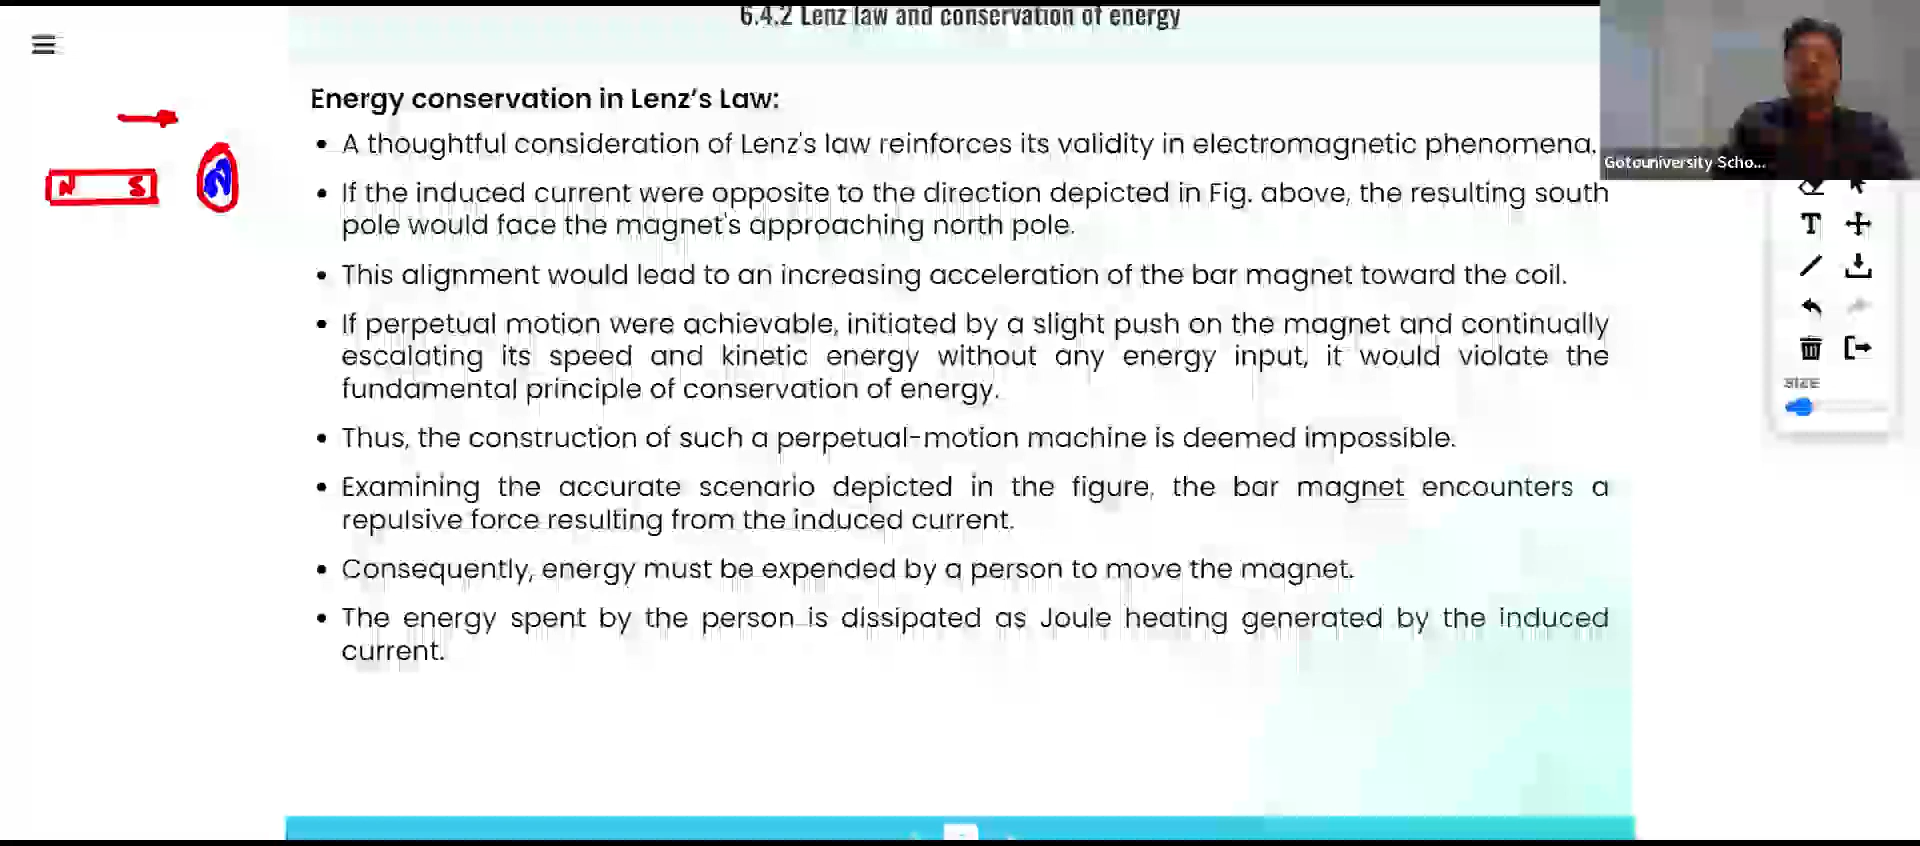 6.4.2 Lenz law and conservation of energy
Energy conservation in Lenz's Law:
• A thoughtful consideration of Lenz's law reinforces its validity in electromagnetic phenomena.
• If the induced current were opposite to the direction depicted in Fig. above, the resulting south
pole would face the magnet's approaching north pole.
• This alignment would lead to an increasing acceleration of the bar magnet toward the coil.
• If perpetual motion were achievable, initiated by a slight push on the magnet and continually
escalating its speed and kinetic energy without any energy input, it would violate the
fundamental principle of conservation of energy.
• Thus, the construction of such a perpetual-motion machine is deemed impossible.
• Examining the accurate scenario depicted in the figure, the bar magnet encounters a
repulsive force resulting from the induced current.
• Consequently, energy must be expended by a person to move the magnet.
• The energy spent by the person is dissipated as Joule heating generated by the induced
current.
N S
N
Gotouniversity Scho...
T
SIZE